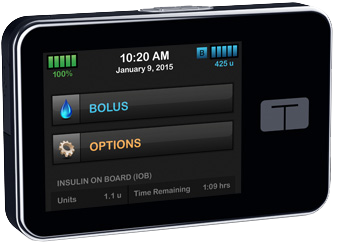 10:20 AM
January 9, 2015
100%
B
425 u
BOLUS
OPTIONS
INSULIN ON BOARD (IOB)
Units 1.1 u Time Remaining 1:09 hrs
T